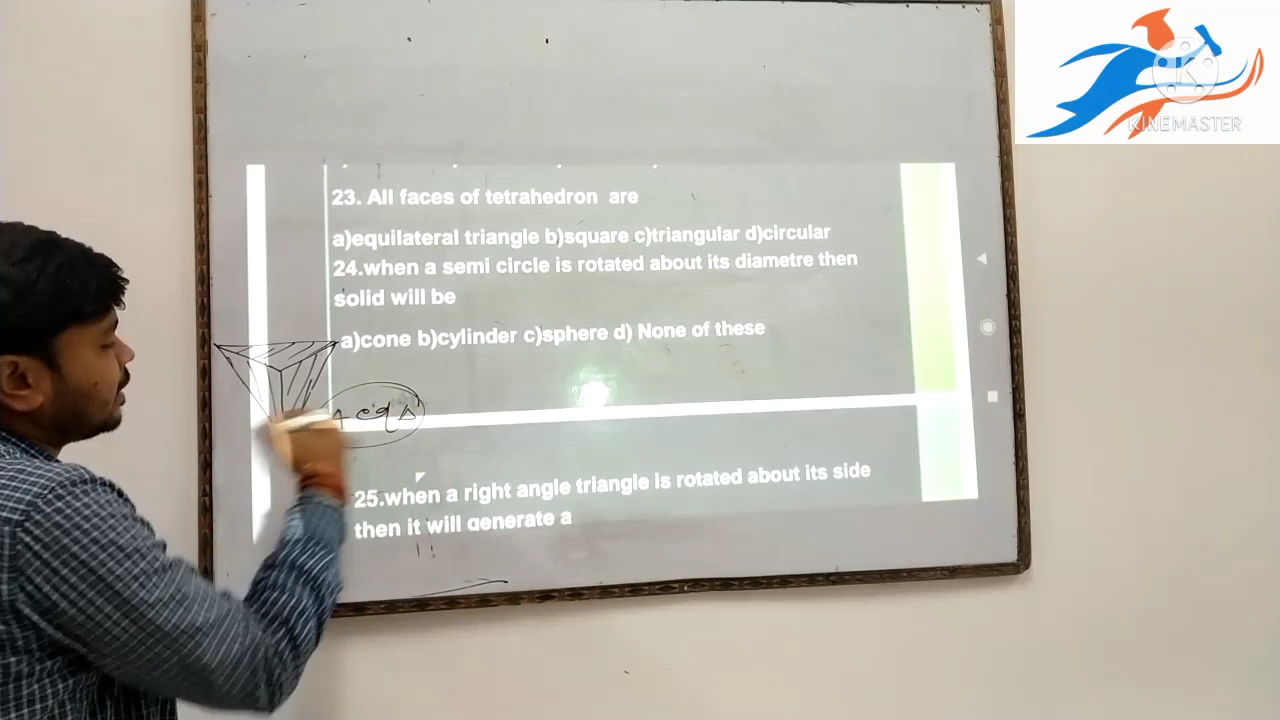 23. All faces of tetrahedron are
a)equilateral triangle b)square c)triangular d)circular
24.when a semi circle is rotated about its diametre then
solid will be
a)cone b)cylinder c)sphere d) None of these
eq Δ
25.when a right angle triangle is rotated about its side
then it will generate a
KINEMASTER